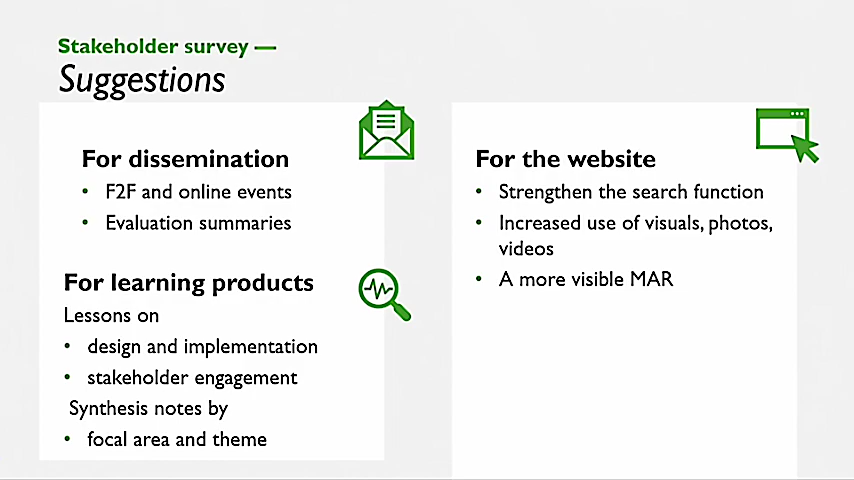 Stakeholder survey —
Suggestions
For dissemination
• F2F and online events
• Evaluation summaries
For learning products
Lessons on
• design and implementation
• stakeholder engagement
Synthesis notes by
• focal area and theme
For the website
• Strengthen the search function
• Increased use of visuals, photos,
videos
• A more visible MAR